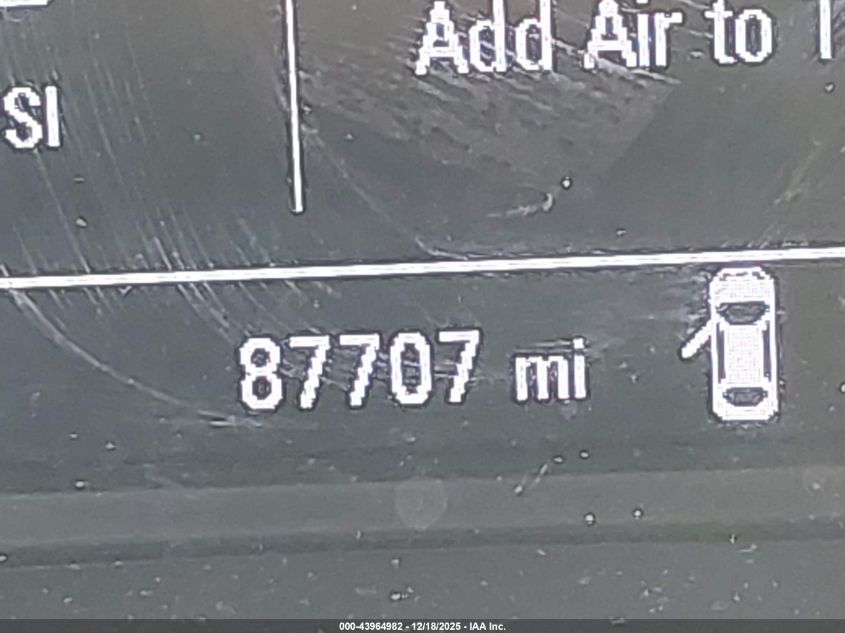 Add Air to
SI
87707 mi
000-43964982 - 12/18/2025 - IAA Inc.